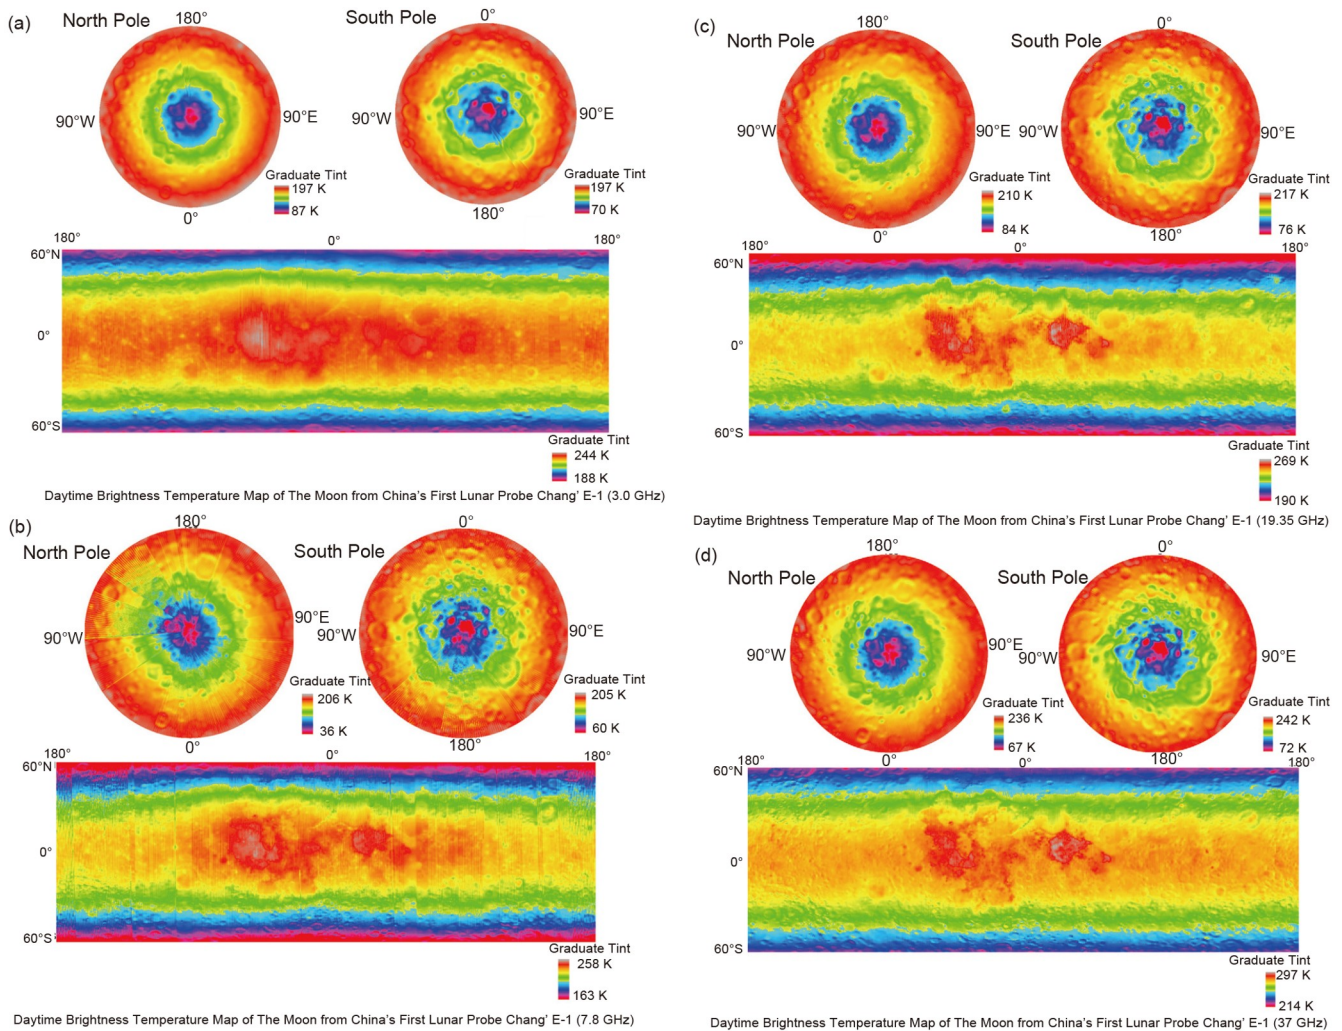 (a)
North Pole
180°
90°W
90°E
0°
Graduate Tint
197 K
87 K
South Pole
0°
90°W
90°E
180°
Graduate Tint
197 K
70 K
180°
0°
180°
60°N
0°
60°S
Graduate Tint
244 K
188 K
Daytime Brightness Temperature Map of The Moon from China's First Lunar Probe Chang' E-1 (3.0 GHz)
(b)
North Pole
180°
90°W
90°E
0°
Graduate Tint
206 K
36 K
South Pole
0°
90°W
90°E
180°
Graduate Tint
205 K
60 K
180°
0°
180°
60°N
0°
60°S
Graduate Tint
258 K
163 K
Daytime Brightness Temperature Map of The Moon from China's First Lunar Probe Chang' E-1 (7.8 GHz)
(c)
North Pole
180°
90°W
90°E
0°
Graduate Tint
210 K
84 K
South Pole
0°
90°W
90°E
180°
Graduate Tint
217 K
76 K
180°
0°
180°
60°N
0°
60°S
Graduate Tint
269 K
190 K
Daytime Brightness Temperature Map of The Moon from China's First Lunar Probe Chang' E-1 (19.35 GHz)
(d)
North Pole
180°
90°W
90°E
0°
Graduate Tint
236 K
67 K
South Pole
0°
90°W
90°E
180°
Graduate Tint
242 K
72 K
180°
0°
180°
60°N
0°
60°S
Graduate Tint
297 K
214 K
Daytime Brightness Temperature Map of The Moon from China's First Lunar Probe Chang' E-1 (37 GHz)